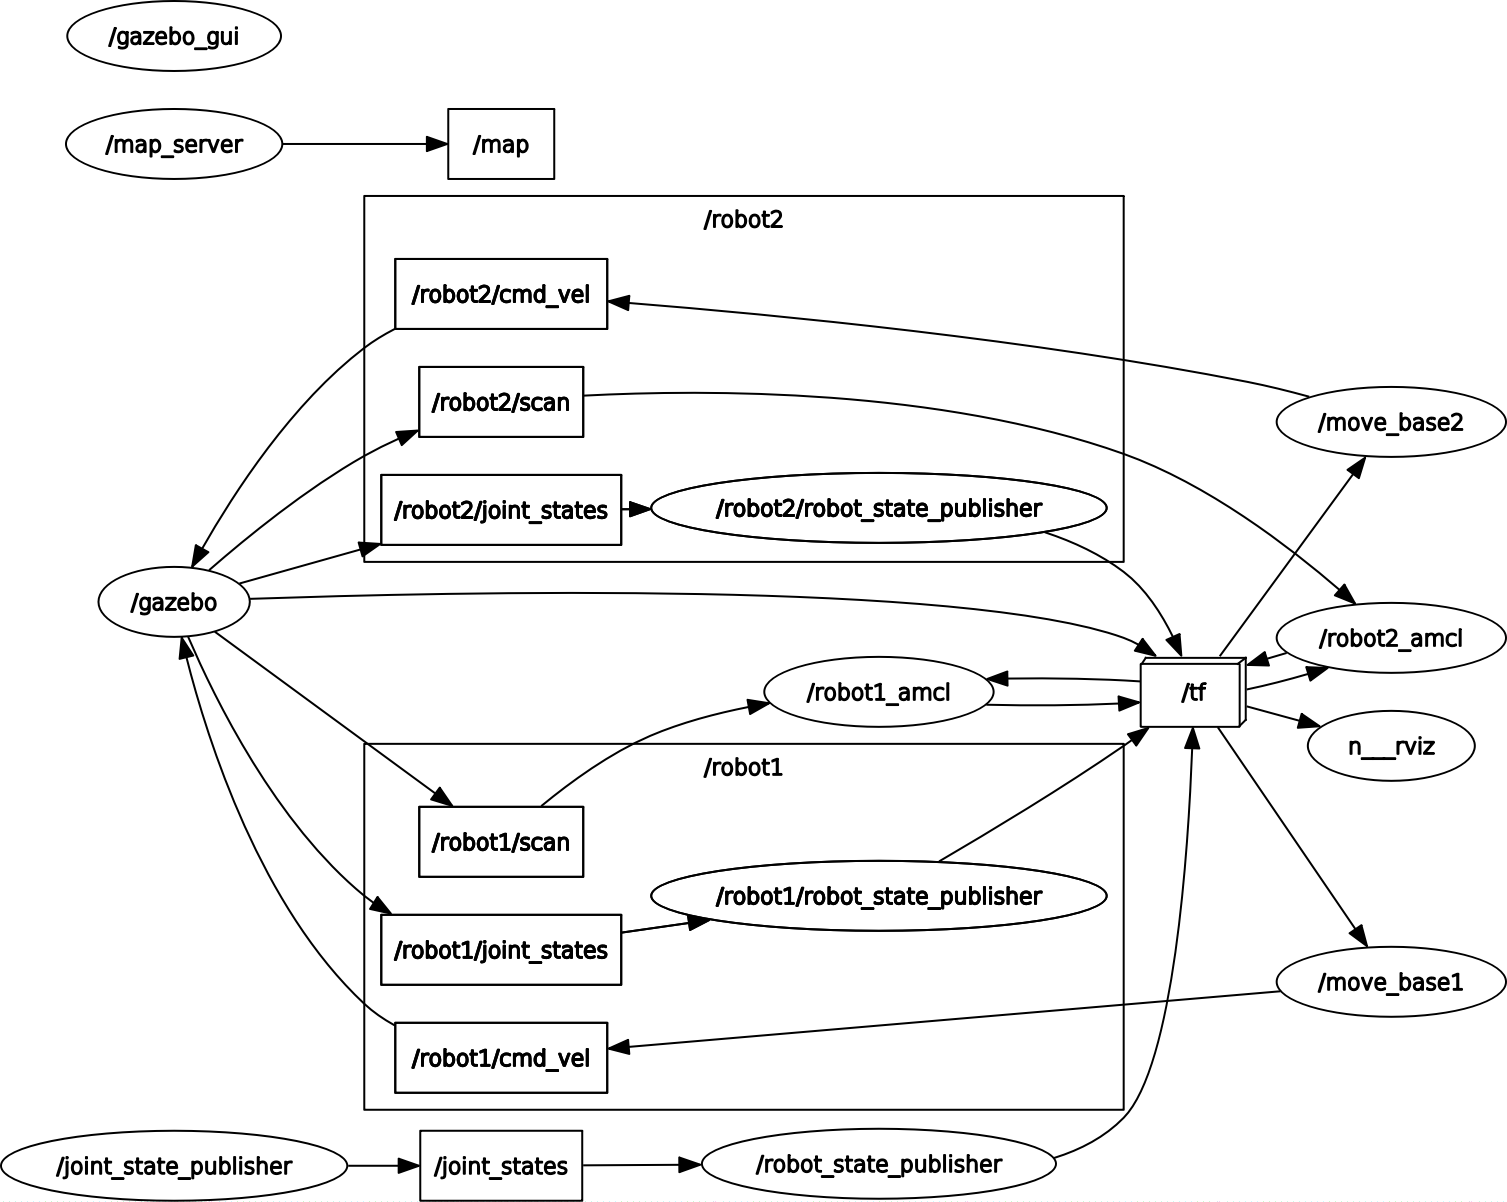 /gazebo_gui
/map_server
/map
/robot2
/robot2/cmd_vel
/robot2/scan
/move_base2
/robot2/joint_states
/robot2/robot_state_publisher
/gazebo
/robot2_amcl
/robot1_amcl
/tf
n___rviz
/robot1
/robot1/scan
/robot1/robot_state_publisher
/robot1/joint_states
/move_base1
/robot1/cmd_vel
/joint_state_publisher
/joint_states
/robot_state_publisher